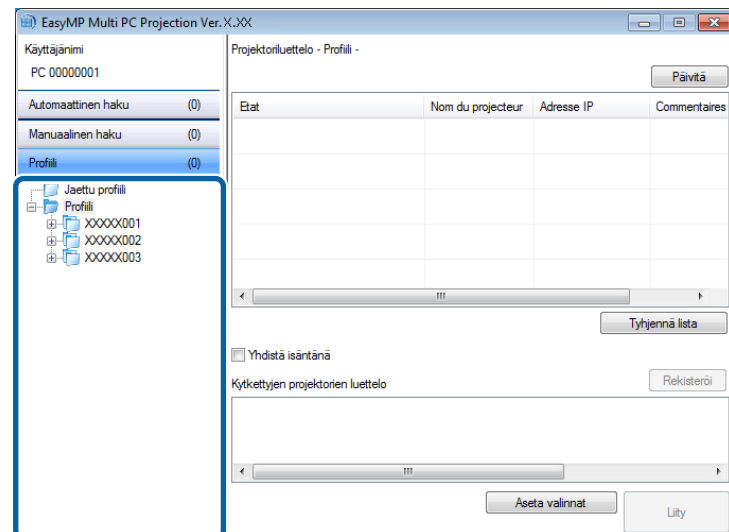 EasyMP Multi PC Projection Ver.X.XX
Käyttäjänimi
PC 00000001
Automaattinen haku (0)
Manuaalinen haku (0)
Profiili (0)
Jaettu profiili
Profiili
XXXXX001
XXXXX002
XXXXX003
Projektoriluettelo - Profiili -
Päivitä
Etat Nom du projecteur Adresse IP Commentaires
Tyhjennä lista
Yhdistä isäntänä
Kytkettyjen projektorien luettelo
Rekisteröi
Aseta valinnat
Liity